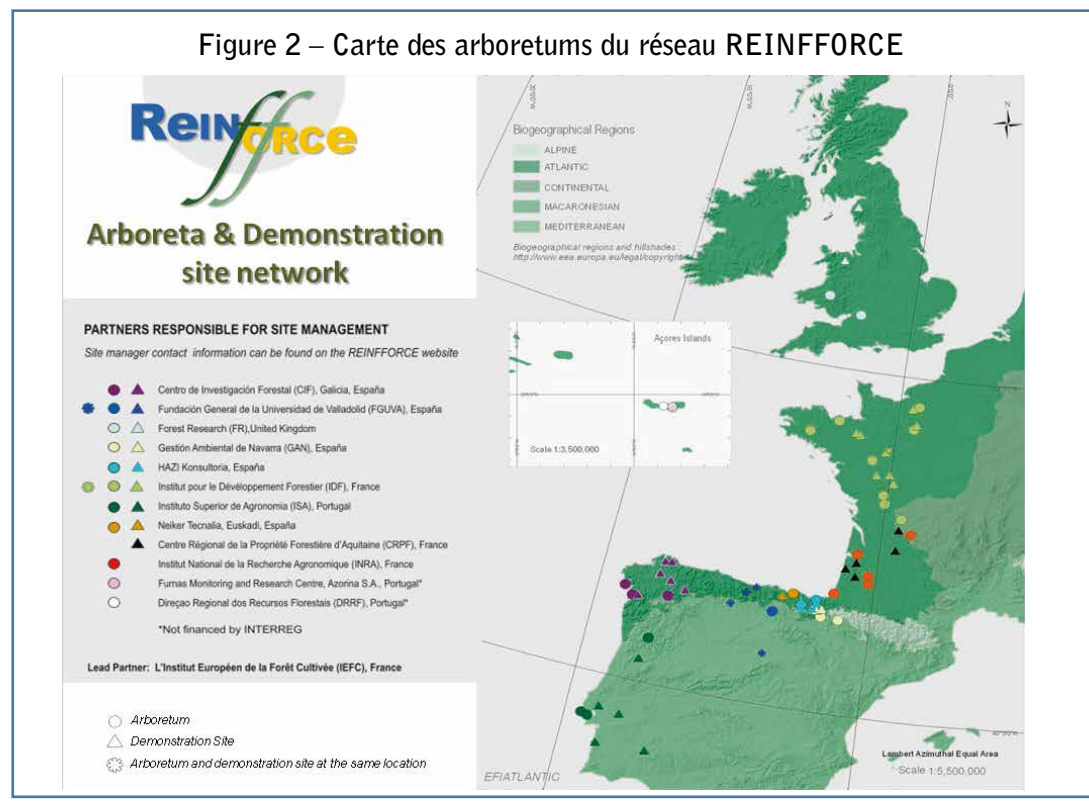 Figure 2 – Carte des arboretums du réseau REINFFORCE
REINFFORCE
Arboreta & Demonstration
site network
PARTNERS RESPONSIBLE FOR SITE MANAGEMENT
Site manager contact information can be found on the REINFFORCE website
Centro de Investigación Forestal (CIF), Galicia, España
Fundación General de la Universidad de Valladolid (FGUVA), España
Forest Research (FR),United Kingdom
Gestión Ambiental de Navarra (GAN), España
HAZI Konsultoria, España
Institut pour le Dévéloppement Forestier (IDF), France
Instituto Superior de Agronomia (ISA), Portugal
Neiker Tecnalia, Euskadi, España
Centre Régional de la Propriété Forestière d'Aquitaine (CRPF), France
Institut National de la Recherche Agronomique (INRA), France
Furnas Monitoring and Research Centre, Azorina S.A., Portugal*
Direçao Regional dos Recursos Florestais (DRRF), Portugal*
*Not financed by INTERREG
Lead Partner: L'Institut Européen de la Forêt Cultivée (IEFC), France
Arboretum
Demonstration Site
Arboretum and demonstration site at the same location
Biogeographical Regions
ALPINE
ATLANTIC
CONTINENTAL
MACARONESIAN
MEDITERRANEAN
Biogeographical regions and hillshades :
http://www.eea.europa.eu/legal/copyright
N
Açores Islands
Scale 1:3,500,000
EFIATLANTIC
Lambert Azimuthal Equal Area
Scale 1:5,500,000